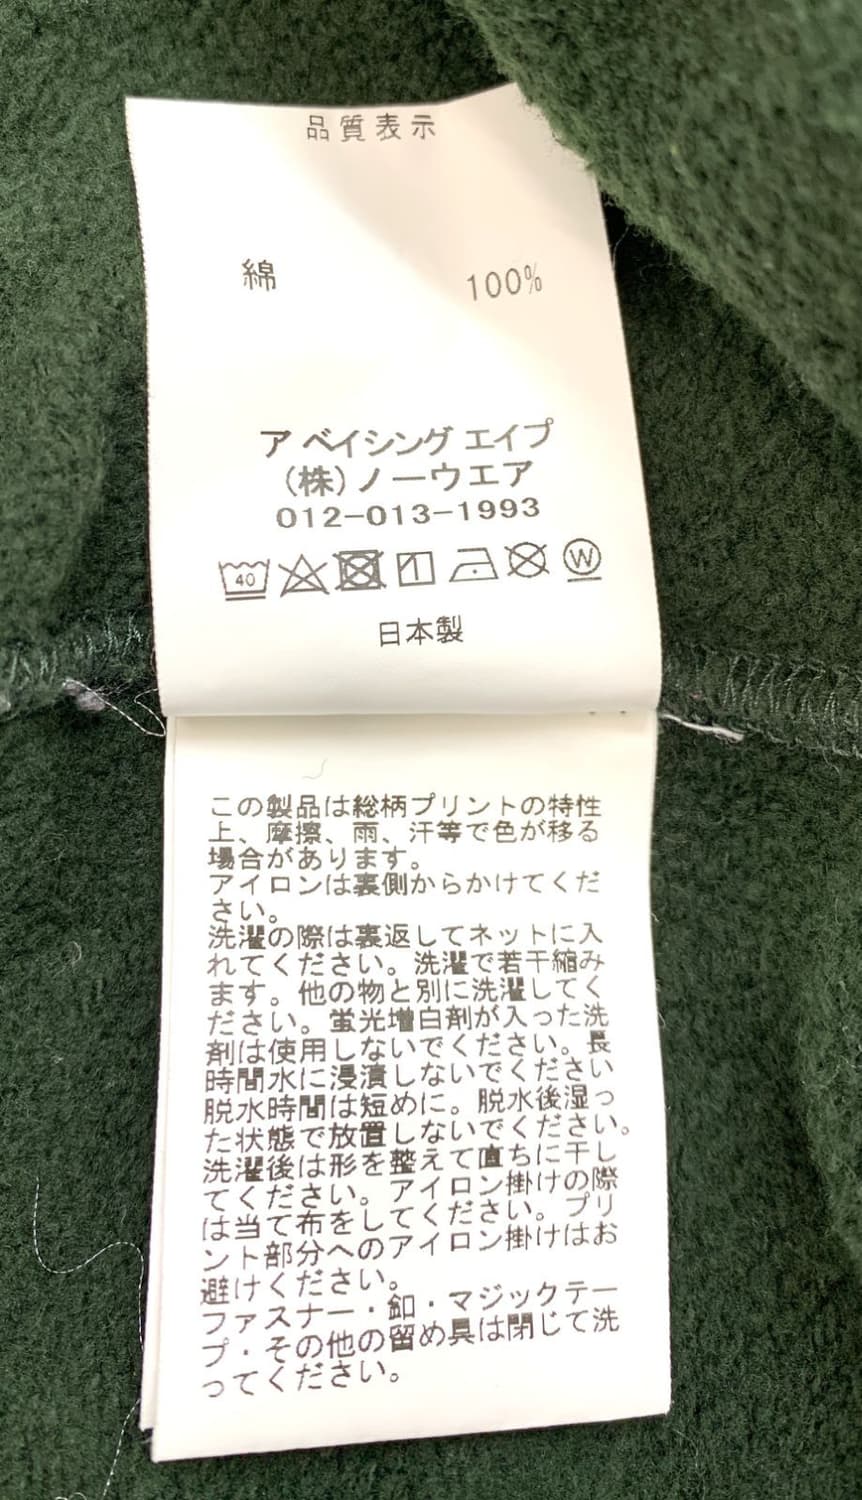 品質表示
綿 100%
ア ベイシング エイプ
(株)ノーウエア
012-013-1993
40 W
日本製
この製品は総柄プリントの特性
上、摩擦、雨、汗等で色が移る
場合があります。
アイロンは裏側からかけてくだ
さい。
洗濯の際は裏返してネットに入
れてください。洗濯で若干縮み
ます。他の物と別に洗濯してく
ださい。蛍光増白剤が入った洗
剤は使用しないでください。長
時間水に浸漬しないでください
脱水時間は短めに。脱水後湿っ
た状態で放置しないでください。
洗濯後は形を整えて直ちに干し
てください。アイロン掛けの際
は当て布をしてください。プリ
ント部分へのアイロン掛けはお
避けください。
ファスナー・釦・マジックテー
プ・その他の留め具は閉じて洗
ってください。